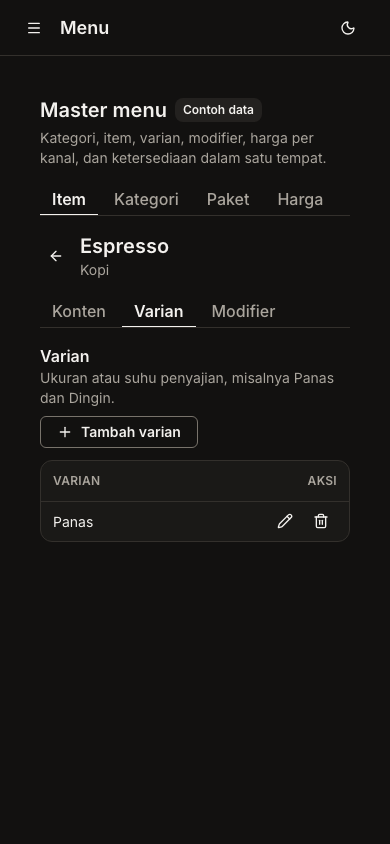 Menu
Master menu Contoh data
Kategori, item, varian, modifier, harga per
kanal, dan ketersediaan dalam satu tempat.
Item Kategori Paket Harga
Espresso
Kopi
Konten Varian Modifier
Varian
Ukuran atau suhu penyajian, misalnya Panas
dan Dingin.
Tambah varian
VARIAN AKSI
Panas